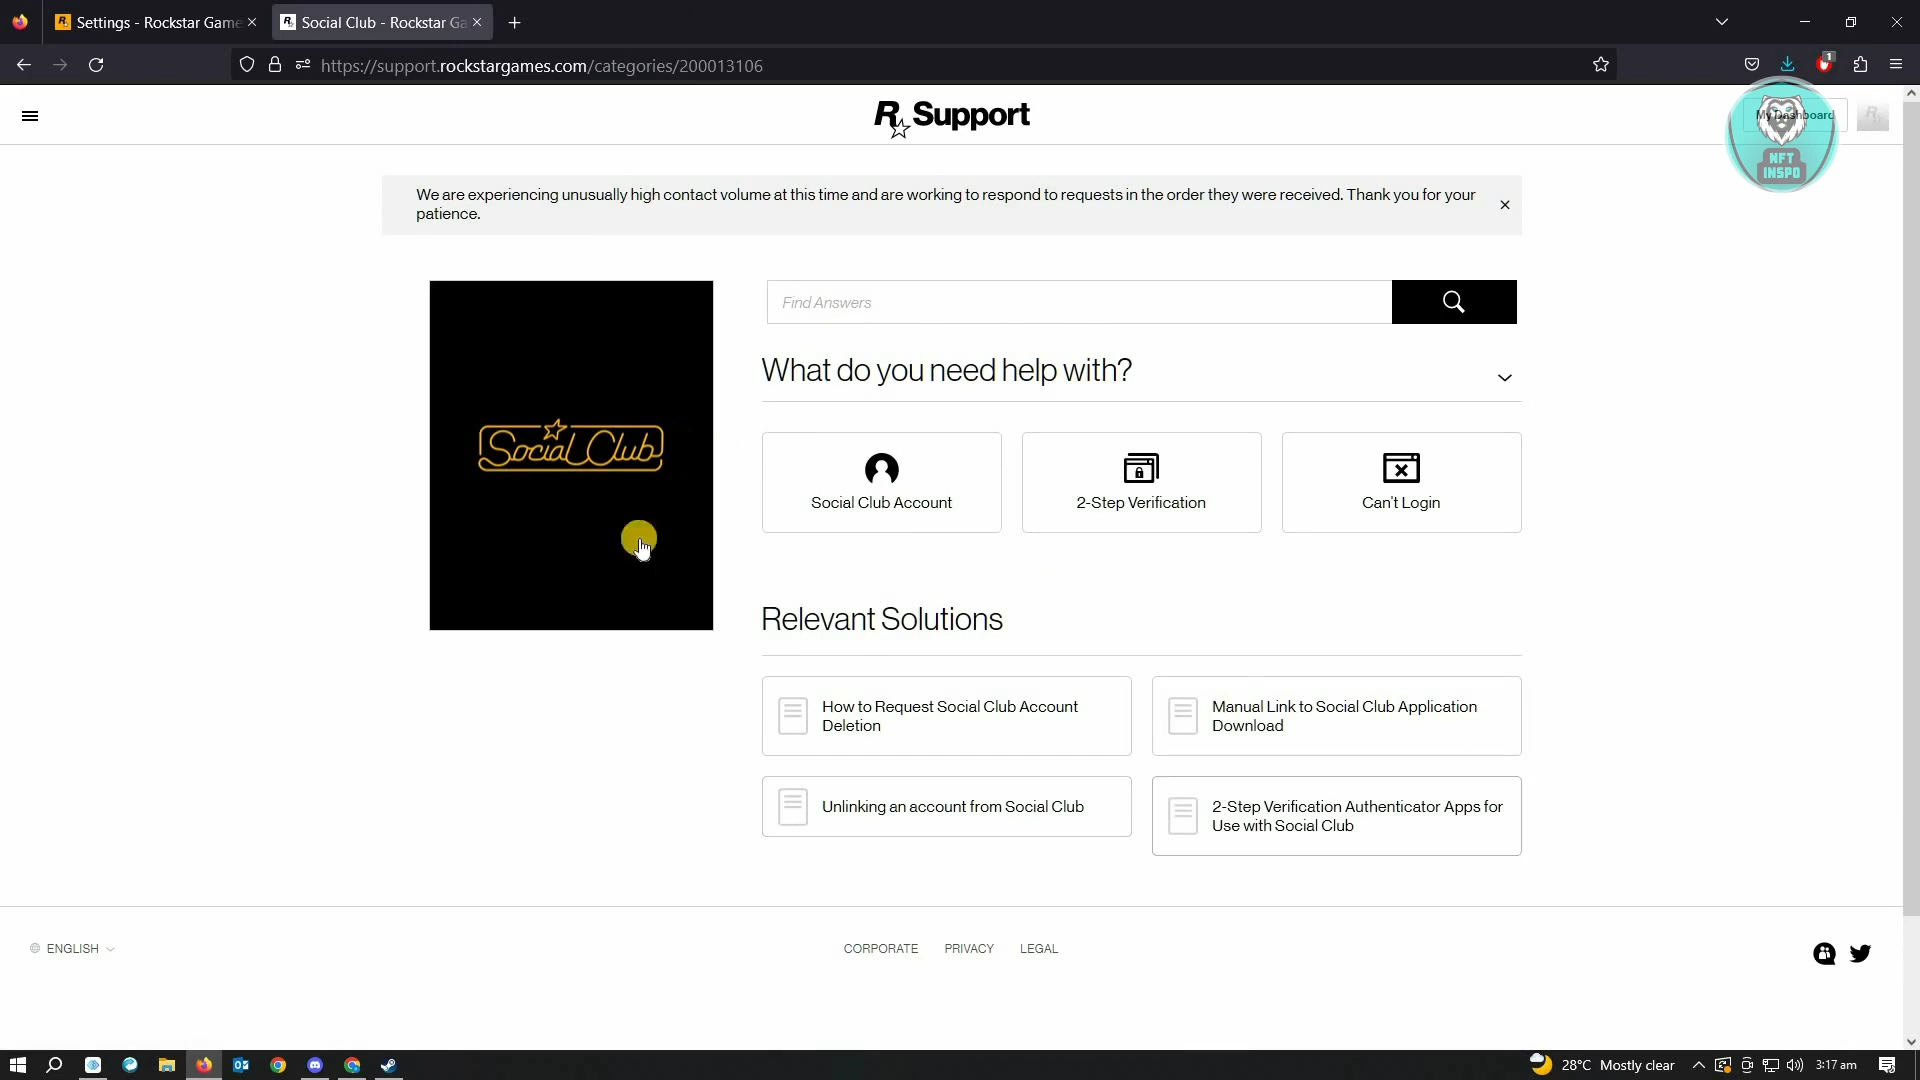 Settings - Rockstar Game
Social Club - Rockstar Ga
https://support.rockstargames.com/categories/200013106
1
R Support
My Dashboard
NFT
INSPO
We are experiencing unusually high contact volume at this time and are working to respond to requests in the order they were received. Thank you for your
patience.
Find Answers
What do you need help with?
Social Club
Social Club Account
2-Step Verification
Can't Login
Relevant Solutions
How to Request Social Club Account
Deletion
Manual Link to Social Club Application
Download
Unlinking an account from Social Club
2-Step Verification Authenticator Apps for
Use with Social Club
ENGLISH
CORPORATE
PRIVACY
LEGAL
28°C Mostly clear
3:17 am